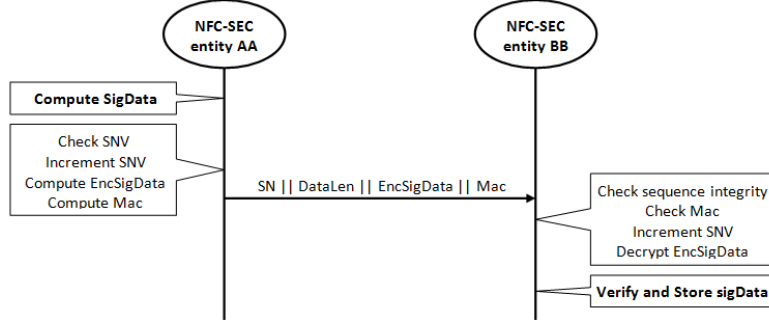 NFC-SEC
entity AA
NFC-SEC
entity BB
Compute SigData
Check SNV
Increment SNV
Compute EncSigData
Compute Mac
SN || DataLen || EncSigData || Mac
Check sequence integrity
Check Mac
Increment SNV
Decrypt EncSigData
Verify and Store sigData